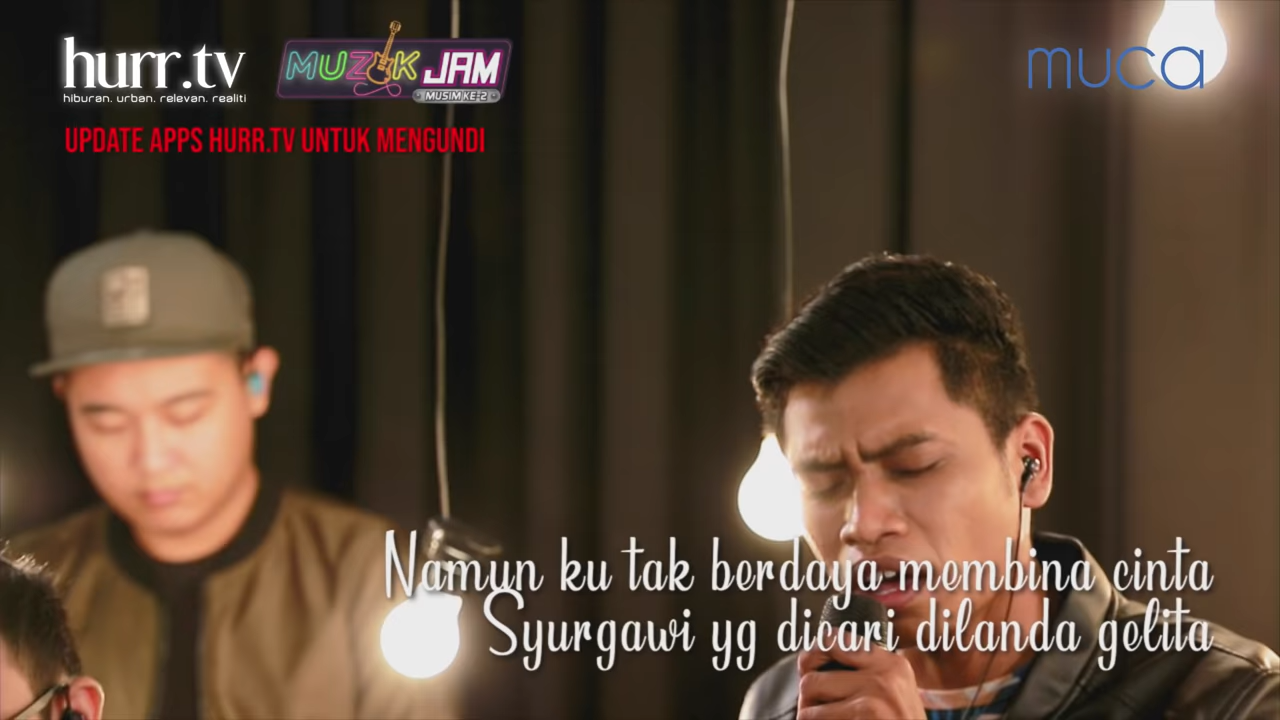 hurr.tv
hiburan. urban. relevan. realiti
MUZIK JAM
MUSIM KE-2
muca
UPDATE APPS HURR.TV UNTUK MENGUNDI
Namun ku tak berdaya membina cinta
Syurgawi yg dicari dilanda gelita